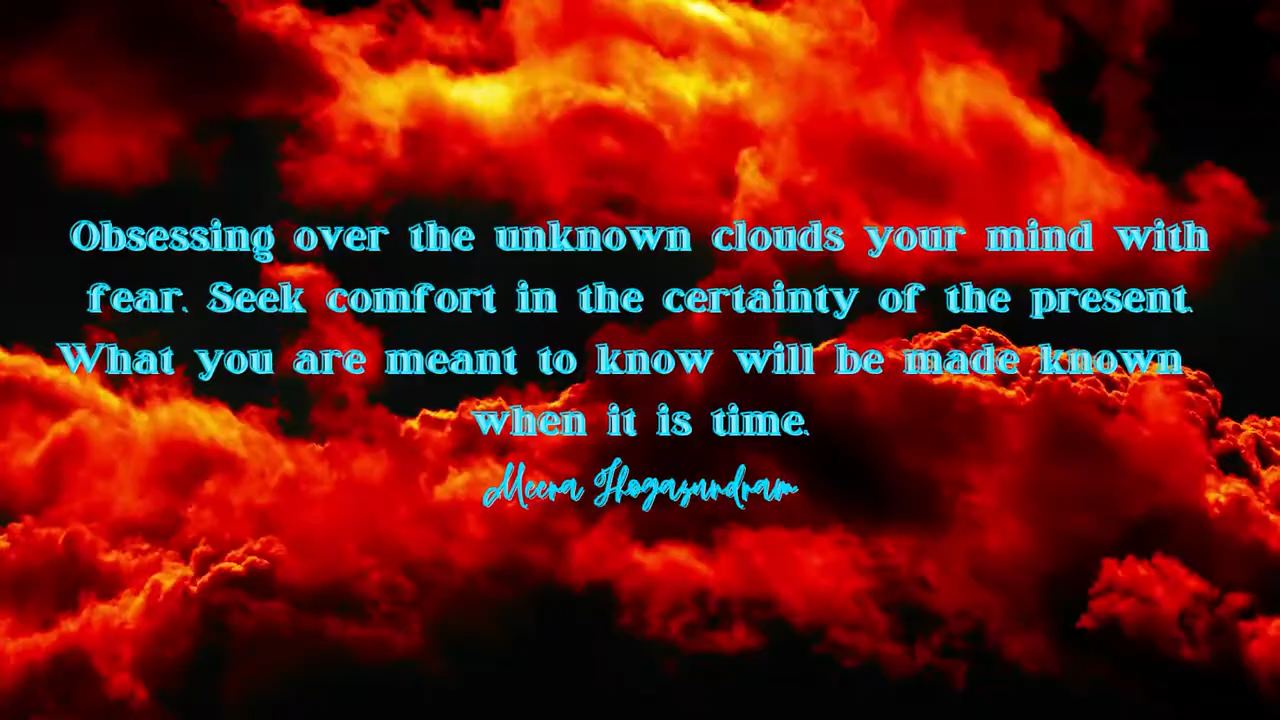 Obsessing over the unknown clouds your mind with
fear. Seek comfort in the certainty of the present.
What you are meant to know will be made known
when it is time.
Meera